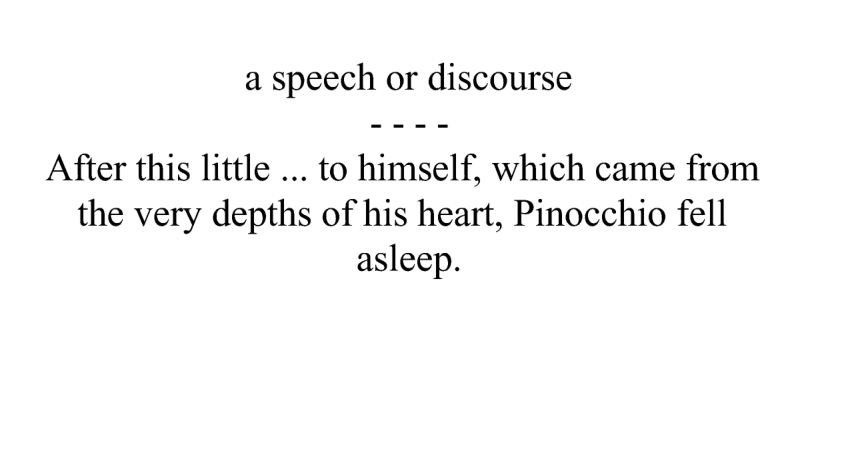 a speech or discourse
- - - -
After this little ... to himself, which came from
the very depths of his heart, Pinocchio fell
asleep.